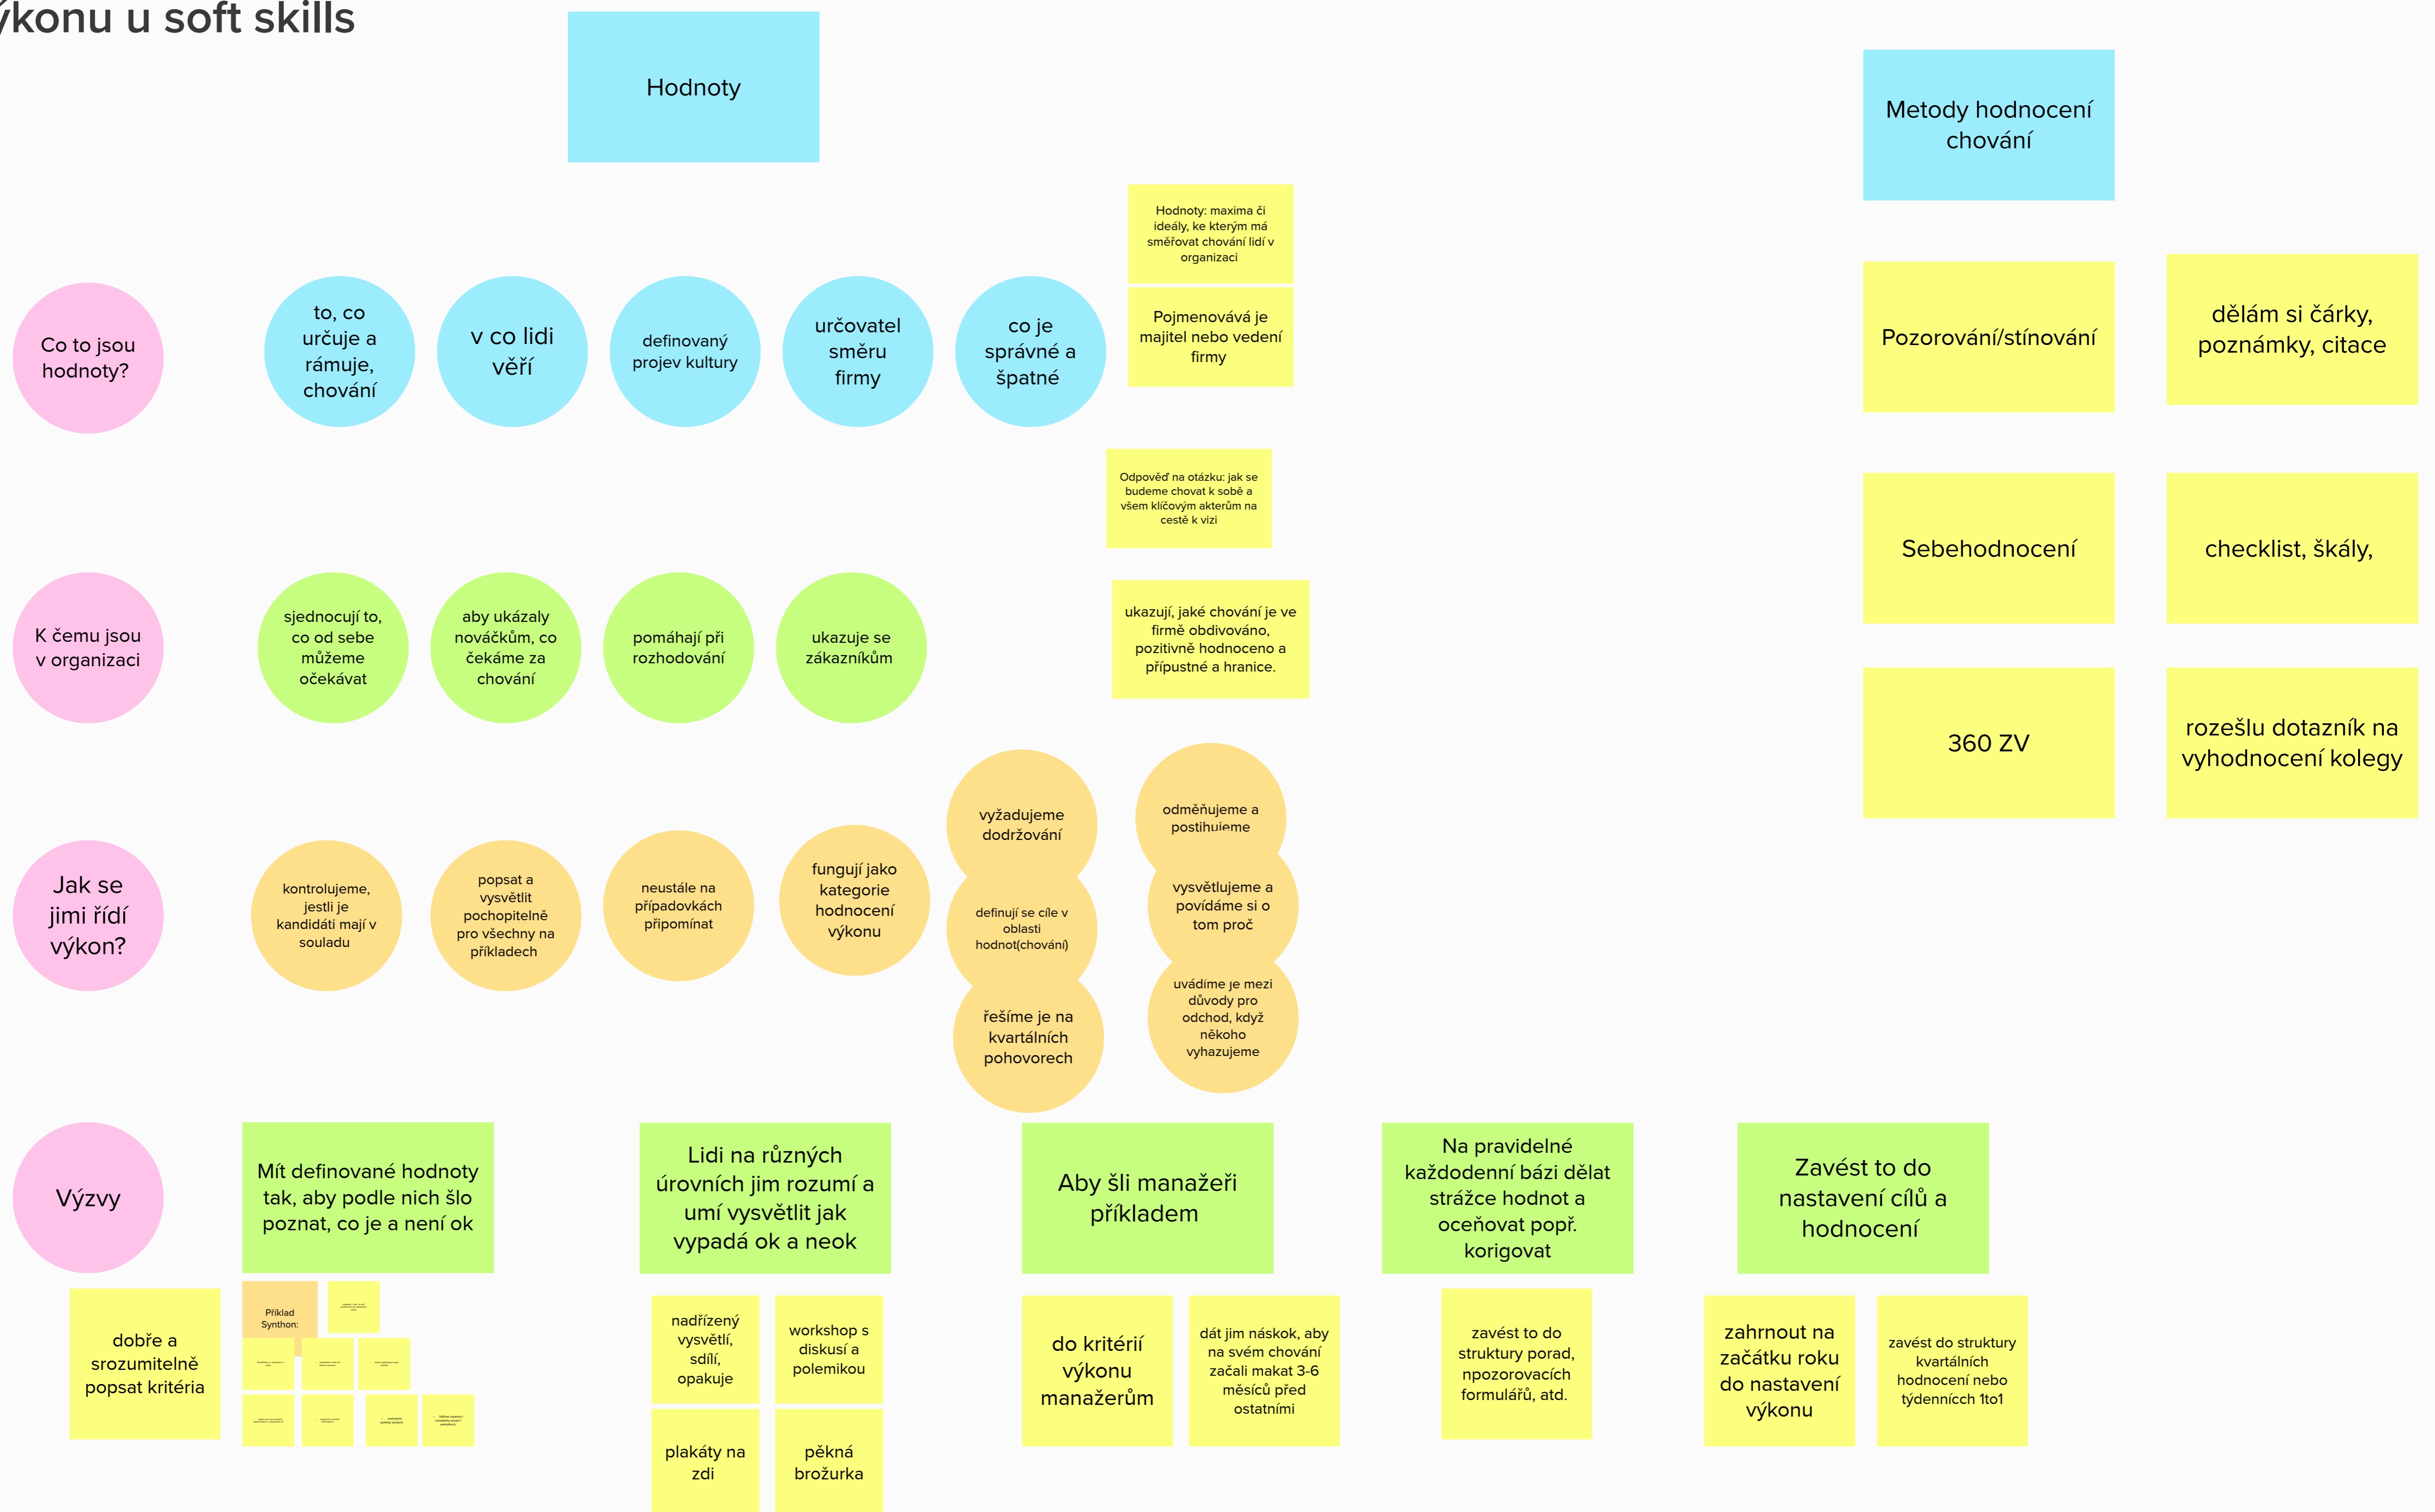 ýkonu u soft skills
Hodnoty
Metody hodnocení
chování
Hodnoty: maxima či
ideály, ke kterým má
směřovat chování lidí v
organizaci
Pojmenovává je
majitel nebo vedení
firmy
Co to jsou
hodnoty?
to, co
určuje a
rámuje,
chování
v co lidi
věří
definovaný
projev kultury
určovatel
směru
firmy
co je
správné a
špatné
Pozorování/stínování
dělám si čárky,
poznámky, citace
Odpověď na otázku: jak se
budeme chovat k sobě a
všem klíčovým akterům na
cestě k vizi
Sebehodnocení
checklist, škály,
K čemu jsou
v organizaci
sjednocují to,
co od sebe
můžeme
očekávat
aby ukázaly
nováčkům, co
čekáme za
chování
pomáhají při
rozhodování
ukazuje se
zákazníkům
ukazují, jaké chování je ve
firmě obdivováno,
pozitivně hodnoceno a
přípustné a hranice.
360 ZV
rozešlu dotazník na
vyhodnocení kolegy
Jak se
jimi řídí
výkon?
kontrolujeme,
jestli je
kandidáti mají v
souladu
popsat a
vysvětlit
pochopitelně
pro všechny na
příkladech
neustále na
případovkách
připomínat
fungují jako
kategorie
hodnocení
výkonu
vyžadujeme
dodržování
definují se cíle v
oblasti
hodnot(chování)
řešíme je na
kvartálních
pohovorech
odměňujeme a
postihujeme
vysvětlujeme a
povídáme si o
tom proč
uvádíme je mezi
důvody pro
odchod, když
někoho
vyhazujeme
Výzvy
Mít definované hodnoty
tak, aby podle nich šlo
poznat, co je a není ok
Lidi na různých
úrovních jim rozumí a
umí vysvětlit jak
vypadá ok a neok
Aby šli manažeři
příkladem
Na pravidelné
každodenní bázi dělat
strážce hodnot a
oceňovat popř.
korigovat
Zavést to do
nastavení cílů a
hodnocení
dobře a
srozumitelně
popsat kritéria
Příklad
Synthon:
nadřízený
vysvětlí,
sdílí,
opakuje
workshop s
diskusí a
polemikou
plakáty na
zdi
pěkná
brožurka
do kritérií
výkonu
manažerům
dát jim náskok, aby
na svém chování
začali makat 3-6
měsíců před
ostatními
zavést to do
struktury porad,
npozorovacích
formulářů, atd.
zahrnout na
začátku roku
do nastavení
výkonu
zavést do struktury
kvartálních
hodnocení nebo
týdennícch 1to1